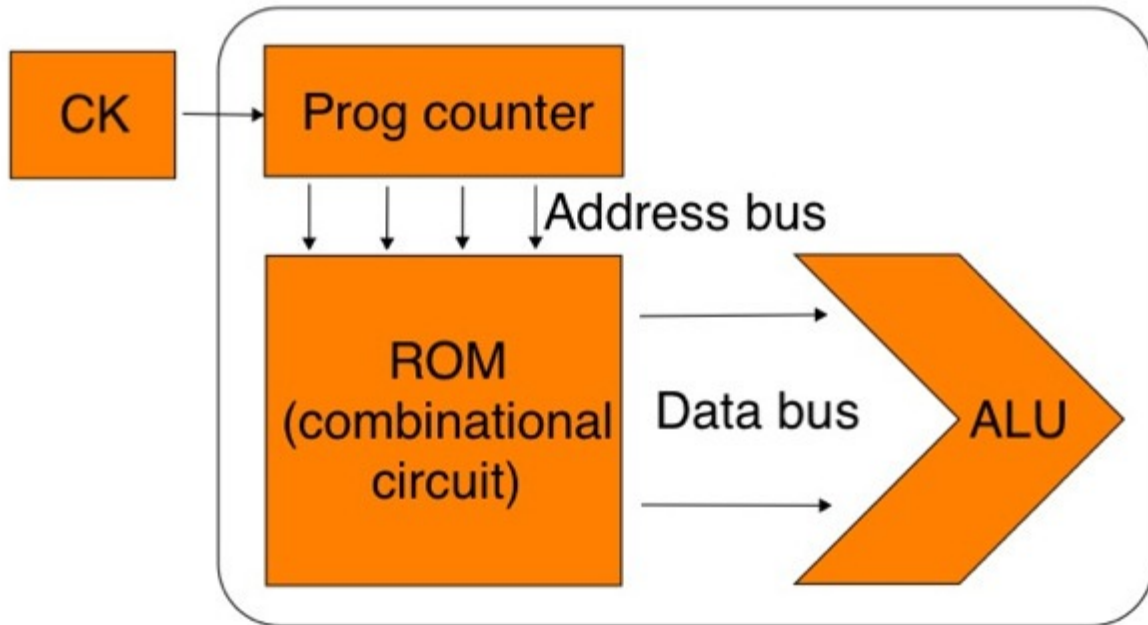 CK
Prog counter
Address bus
ROM
(combinational
circuit)
Data bus
ALU